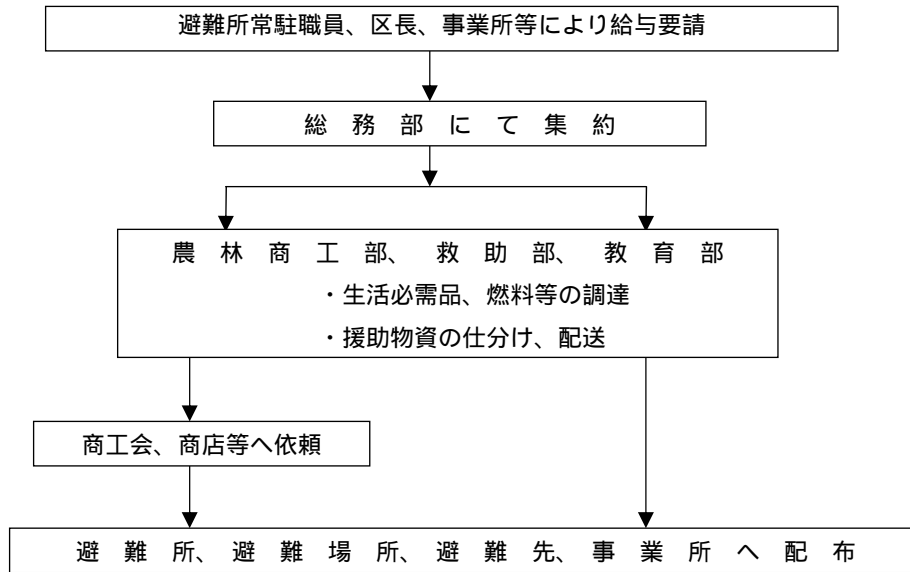 避難所常駐職員、区長、事業所等により給与要請
総務部にて集約
農林商工部、救助部、教育部
・生活必需品、燃料等の調達
・援助物資の仕分け、配送
商工会、商店等へ依頼
避難所、避難場所、避難先、事業所へ配布